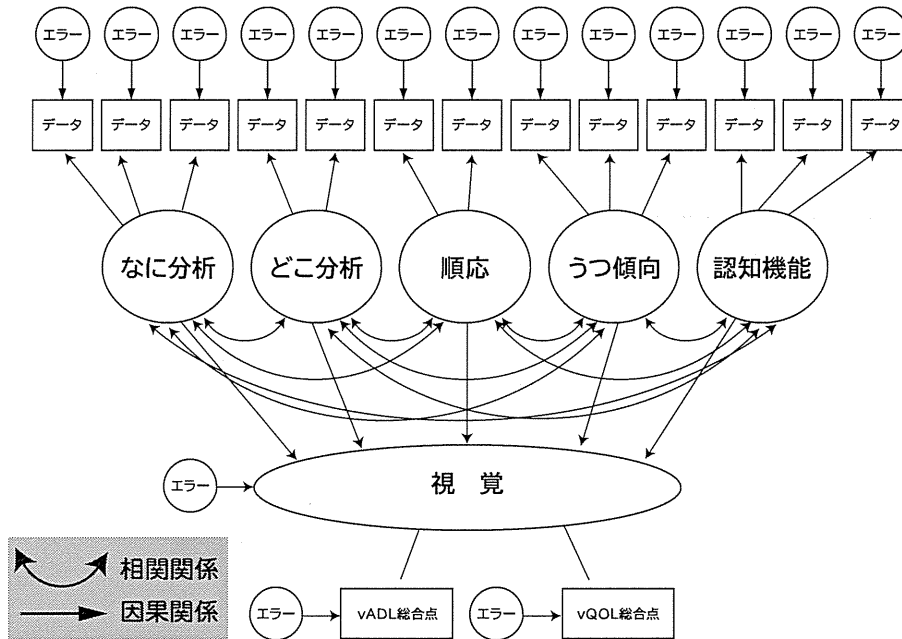 エラー エラー エラー エラー エラー エラー エラー エラー エラー エラー エラー エラー エラー
データ データ データ データ データ データ データ データ データ データ データ データ データ
なに分析 どこ分析 順応 うつ傾向 認知機能
視 覚
エラー
相関関係
因果関係
エラー vADL総合点 エラー vQOL総合点